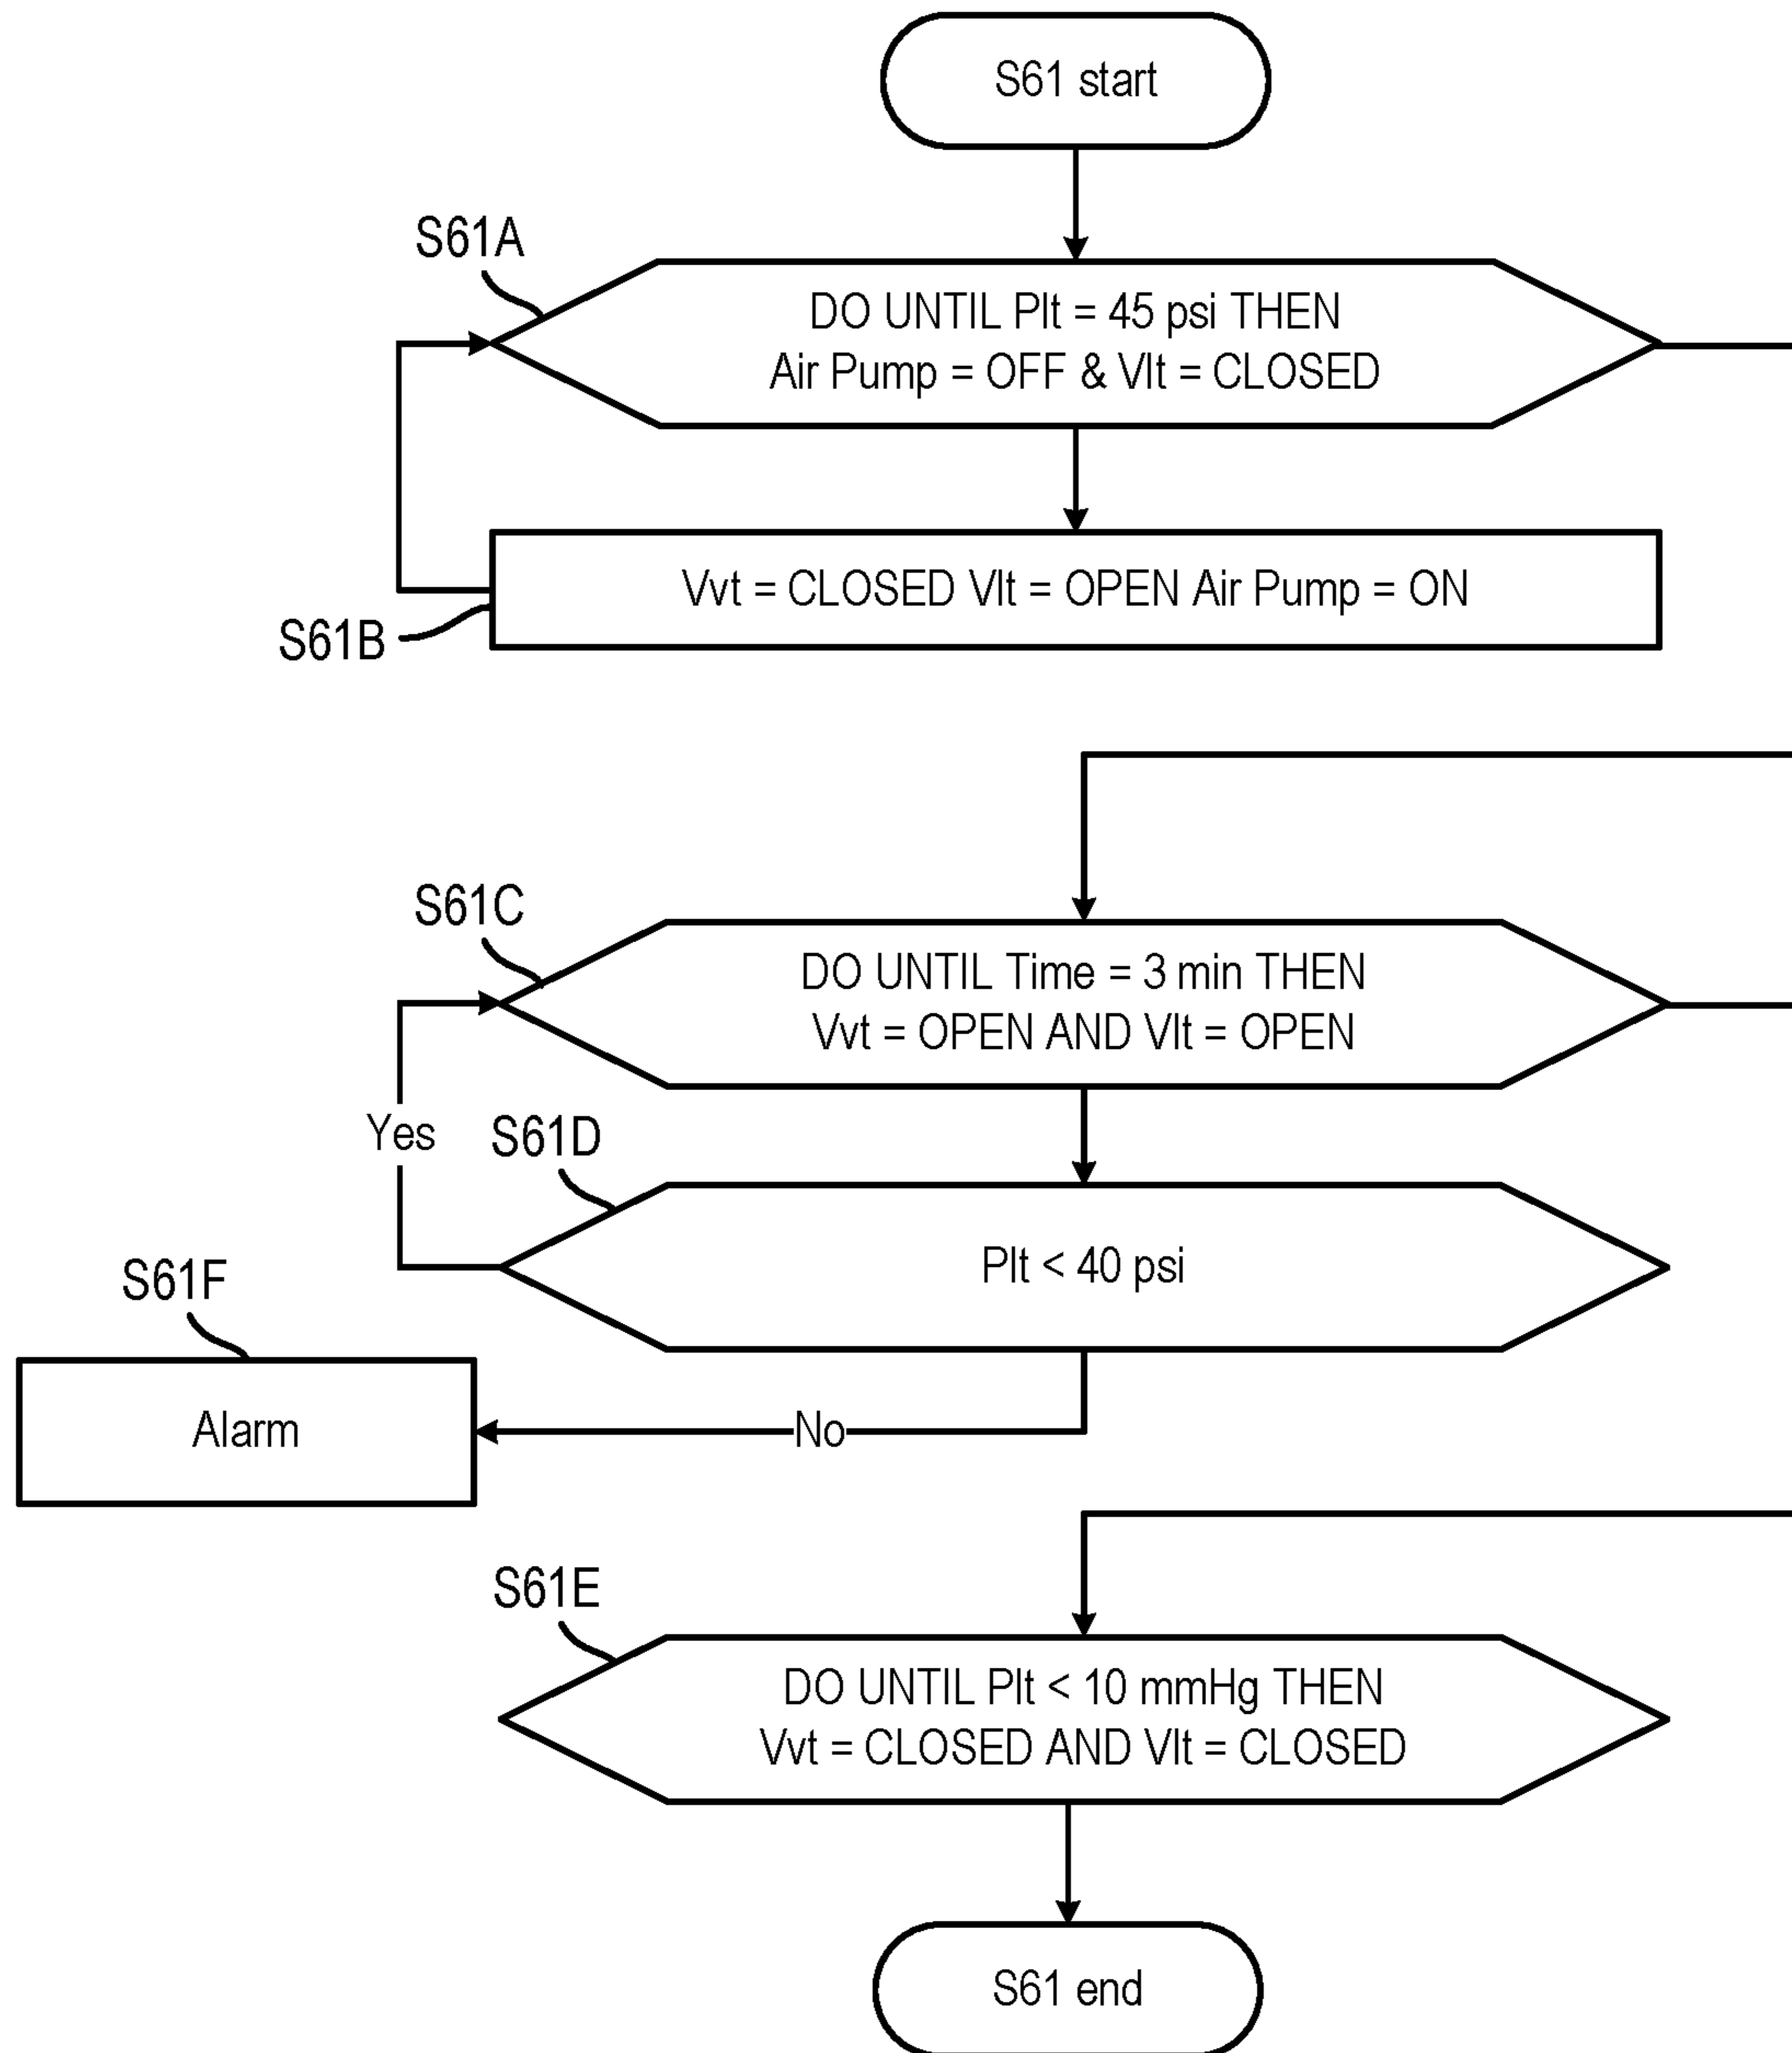 S61 start
S61A
DO UNTIL Plt = 45 psi THEN
Air Pump = OFF & Vlt = CLOSED
Vvt = CLOSED Vlt = OPEN Air Pump = ON
S61B
S61C
DO UNTIL Time = 3 min THEN
Vvt = OPEN AND Vlt = OPEN
Yes
S61D
Plt < 40 psi
S61F
Alarm
No
S61E
DO UNTIL Plt < 10 mmHg THEN
Vvt = CLOSED AND Vlt = CLOSED
S61 end